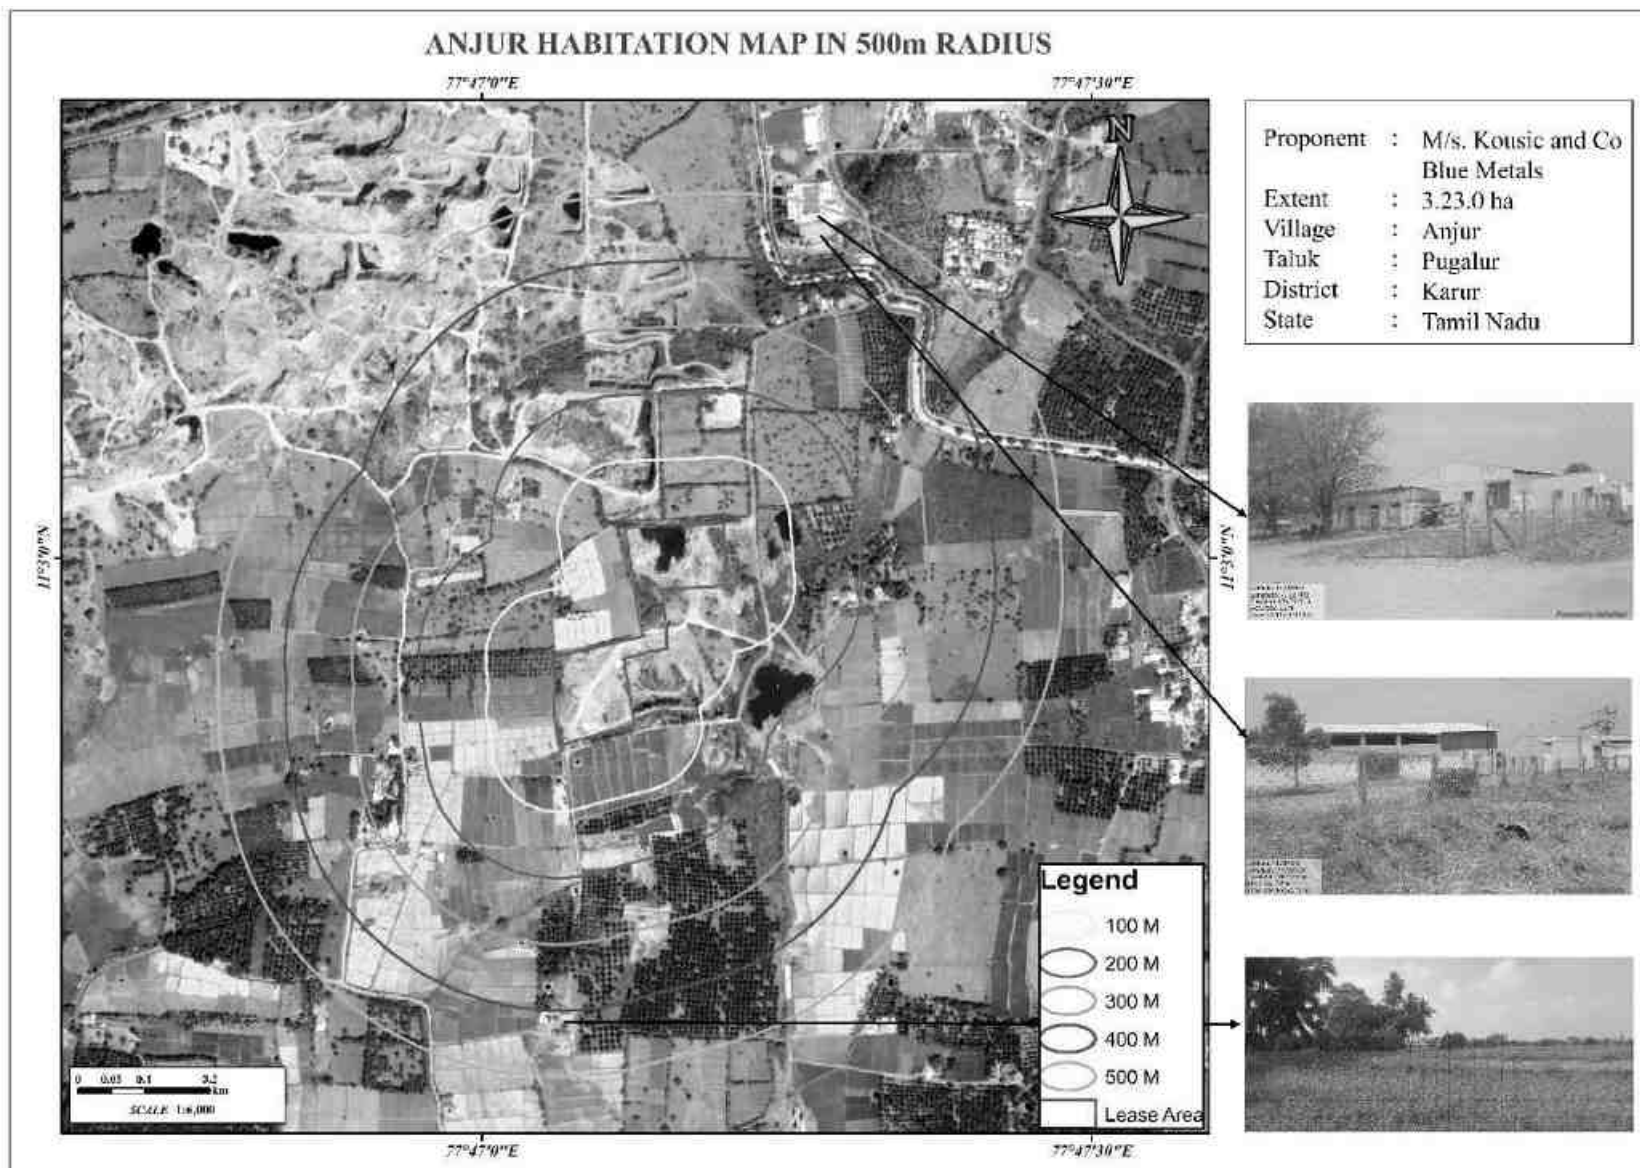 ANJUR HABITATION MAP IN 500m RADIUS
77°47'0"E
77°47'30"E
N
Proponent : M/s. Kousic and Co
Blue Metals
Extent : 3.23.0 ha
Village : Anjur
Taluk : Pugalur
District : Karur
State : Tamil Nadu
11°3'0"N
11°3'0"N
Legend
100 M
200 M
300 M
400 M
500 M
Lease Area
0 0.05 0.1 0.2
km
SCALE 1:6,000
77°47'0"E
77°47'30"E